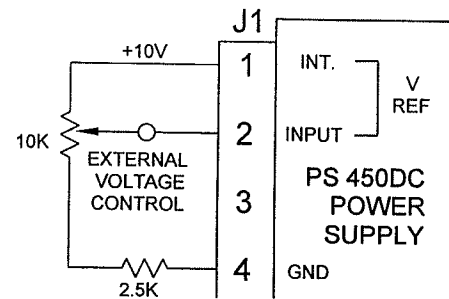 J1
+10V
1
INT.
V
REF
10K
2
INPUT
EXTERNAL
VOLTAGE
CONTROL
3
PS 450DC
POWER
SUPPLY
4
GND
2.5K